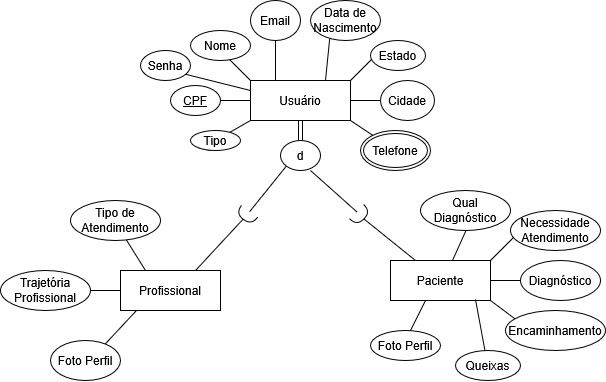 Email
Data de
Nascimento
Nome
Estado
Senha
CPF
Usuário
Cidade
Tipo
Telefone
d
Qual
Diagnóstico
Tipo de
Atendimento
Necessidade
Atendimento
Trajetória
Profissional
Profissional
Paciente
Diagnóstico
Encaminhamento
Foto Perfil
Foto Perfil
Queixas